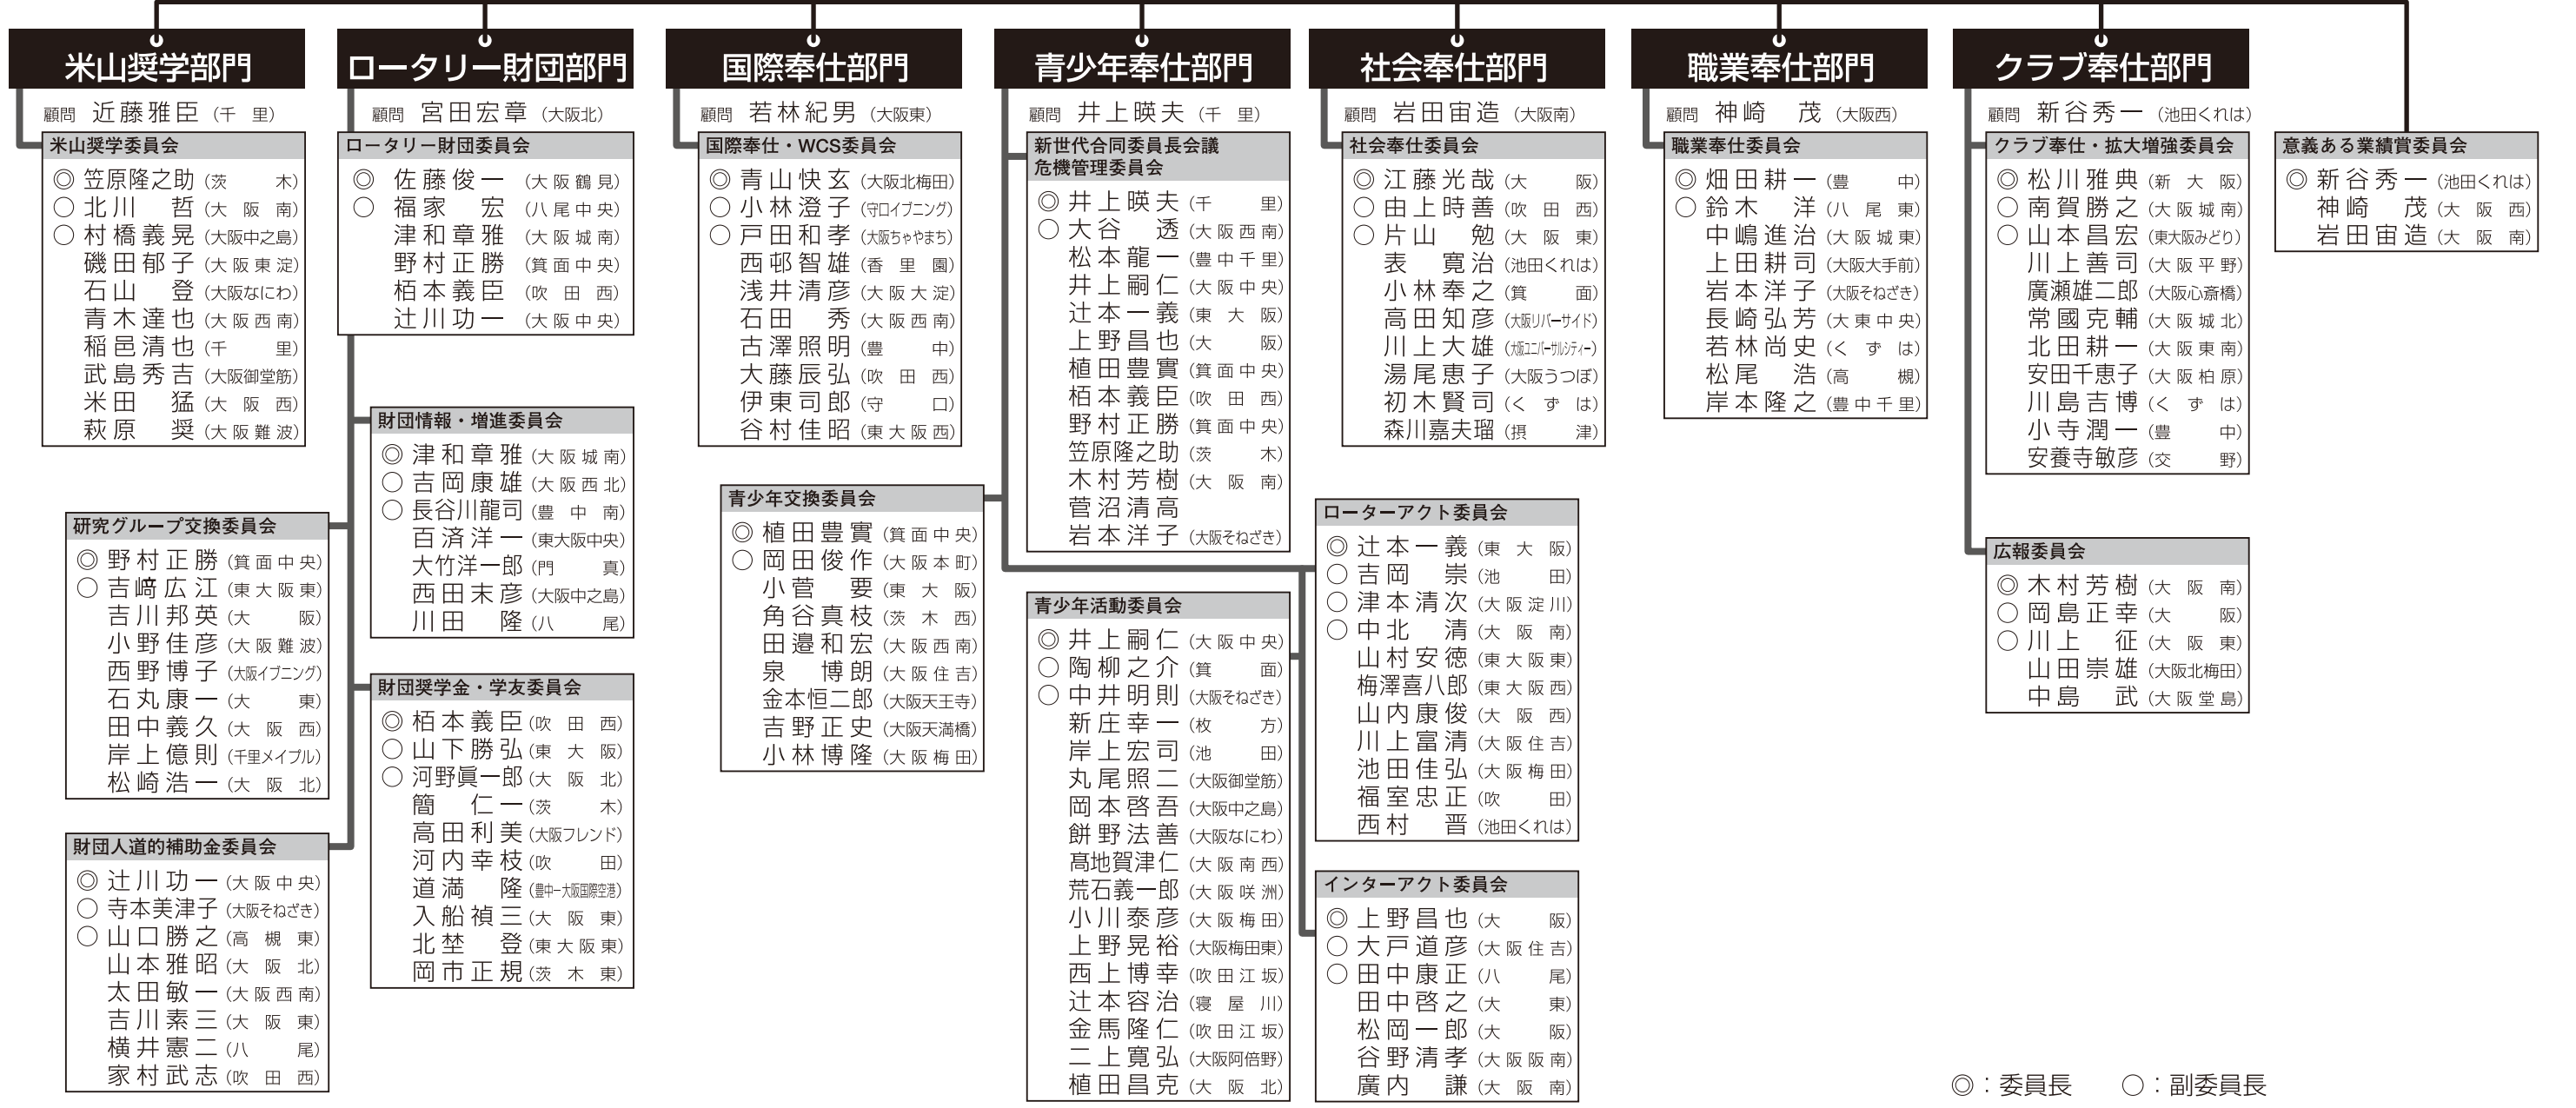 米山奨学部門
顧問 近藤雅臣（千 里）
米山奨学委員会
◎ 笠原隆之助（茨 木）
○ 北川 哲（大阪南）
○ 村橋義晃（大阪中之島）
磯田郁子（大阪東淀）
石山 登（大阪なにわ）
青木達也（大阪西南）
稲邑清也（千 里）
武島秀吉（大阪御堂筋）
米田 猛（大阪西）
萩原 奨（大阪難波）
ロータリー財団部門
顧問 宮田宏章（大阪北）
ロータリー財団委員会
◎ 佐藤俊一（大阪鶴見）
○ 福家 宏（八尾中央）
津和章雅（大阪城南）
野村正勝（箕面中央）
栢本義臣（吹田西）
辻川功一（大阪中央）
財団情報・増進委員会
◎ 津和章雅（大阪城南）
○ 吉岡康雄（大阪西北）
○ 長谷川龍司（豊中南）
百済洋一（東大阪中央）
大竹洋一郎（門 真）
西田末彦（大阪中之島）
川田 隆（八 尾）
研究グループ交換委員会
◎ 野村正勝（箕面中央）
○ 吉﨑広江（東大阪東）
吉川邦英（大 阪）
小野佳彦（大阪難波）
西野博子（大阪イブニング）
石丸康一（大 東）
田中義久（大阪西）
岸上億則（千里メイプル）
松崎浩一（大阪北）
財団奨学金・学友委員会
◎ 栢本義臣（吹田西）
○ 山下勝弘（東大阪）
○ 河野眞一郎（大阪北）
簡 仁一（茨 木）
高田利美（大阪フレンド）
河内幸枝（吹 田）
道満 隆（豊中ー大阪国際空港）
入船禎三（大阪東）
北埜 登（東大阪東）
岡市正規（茨木東）
財団人道的補助金委員会
◎ 辻川功一（大阪中央）
○ 寺本美津子（大阪そねざき）
○ 山口勝之（高槻東）
山本雅昭（大阪北）
太田敏一（大阪西南）
吉川素三（大阪東）
横井憲二（八 尾）
家村武志（吹田西）
国際奉仕部門
顧問 若林紀男（大阪東）
国際奉仕・WCS委員会
◎ 青山快玄（大阪北梅田）
○ 小林澄子（守口イブニング）
○ 戸田和孝（大阪ちゃやまち）
西邨智雄（香里園）
浅井清彦（大阪大淀）
石田 秀（大阪西南）
古澤照明（豊 中）
大藤辰弘（吹田西）
伊東司郎（守 口）
谷村佳昭（東大阪西）
青少年奉仕部門
顧問 井上暎夫（千 里）
新世代合同委員長会議
危機管理委員会
◎ 井上暎夫（千 里）
○ 大谷 透（大阪西南）
松本龍一（豊中千里）
井上嗣仁（大阪中央）
辻本一義（東大阪）
上野昌也（大 阪）
植田豊實（箕面中央）
栢本義臣（吹田西）
野村正勝（箕面中央）
笠原隆之助（茨 木）
木村芳樹（大阪南）
菅沼清高
岩本洋子（大阪そねざき）
青少年交換委員会
◎ 植田豊實（箕面中央）
○ 岡田俊作（大阪本町）
小菅 要（東大阪）
角谷真枝（茨木西）
田邉和宏（大阪西南）
泉 博朗（大阪住吉）
金本恒二郎（大阪天王寺）
吉野正史（大阪天満橋）
小林博隆（大阪梅田）
青少年活動委員会
◎ 井上嗣仁（大阪中央）
○ 陶柳之介（箕 面）
○ 中井明則（大阪そねざき）
新庄幸一（枚 方）
岸上宏司（池 田）
丸尾照二（大阪御堂筋）
岡本啓吾（大阪中之島）
餅野法善（大阪なにわ）
髙地賀津仁（大阪南西）
荒石義一郎（大阪咲洲）
小川泰彦（大阪梅田）
上野晃裕（大阪梅田東）
西上博幸（吹田江坂）
辻本容治（寝屋川）
金馬隆仁（吹田江坂）
二上寛弘（大阪阿倍野）
植田昌克（大阪北）
ローターアクト委員会
◎ 辻本一義（東大阪）
○ 吉岡 崇（池 田）
○ 津本清次（大阪淀川）
○ 中北 清（大阪南）
山村安徳（東大阪東）
梅澤喜八郎（東大阪西）
山内康俊（大阪西）
川上富清（大阪住吉）
池田佳弘（大阪梅田）
福室忠正（吹 田）
西村 晋（池田くれは）
インターアクト委員会
◎ 上野昌也（大 阪）
○ 大戸道彦（大阪住吉）
○ 田中康正（八 尾）
田中啓之（大 東）
松岡一郎（大 阪）
谷野清孝（大阪阪南）
廣内 謙（大阪南）
社会奉仕部門
顧問 岩田宙造（大阪南）
社会奉仕委員会
◎ 江藤光哉（大 阪）
○ 由上時善（吹田西）
○ 片山 勉（大阪東）
表 寛治（池田くれは）
小林奉之（箕 面）
高田知彦（大阪リバーサイド）
川上大雄（大阪ユニバーサルシティー）
湯尾恵子（大阪うつぼ）
初木賢司（くずは）
森川嘉夫瑠（摂 津）
職業奉仕部門
顧問 神崎 茂（大阪西）
職業奉仕委員会
◎ 畑田耕一（豊 中）
○ 鈴木 洋（八尾東）
中嶋進治（大阪城東）
上田耕司（大阪大手前）
岩本洋子（大阪そねざき）
長崎弘芳（大東中央）
若林尚史（くずは）
松尾 浩（高 槻）
岸本隆之（豊中千里）
クラブ奉仕部門
顧問 新谷秀一（池田くれは）
クラブ奉仕・拡大増強委員会
◎ 松川雅典（新大阪）
○ 南賀勝之（大阪城南）
○ 山本昌宏（東大阪みどり）
川上善司（大阪平野）
廣瀬雄二郎（大阪心斎橋）
常國克輔（大阪城北）
北田耕一（大阪東南）
安田千恵子（大阪柏原）
川島吉博（くずは）
小寺潤一（豊 中）
安養寺敏彦（交 野）
広報委員会
◎ 木村芳樹（大阪南）
○ 岡島正幸（大 阪）
○ 川上 征（大阪東）
山田崇雄（大阪北梅田）
中島 武（大阪堂島）
意義ある業績賞委員会
◎ 新谷秀一（池田くれは）
神崎 茂（大阪西）
岩田宙造（大阪南）
◎：委員長 ○：副委員長